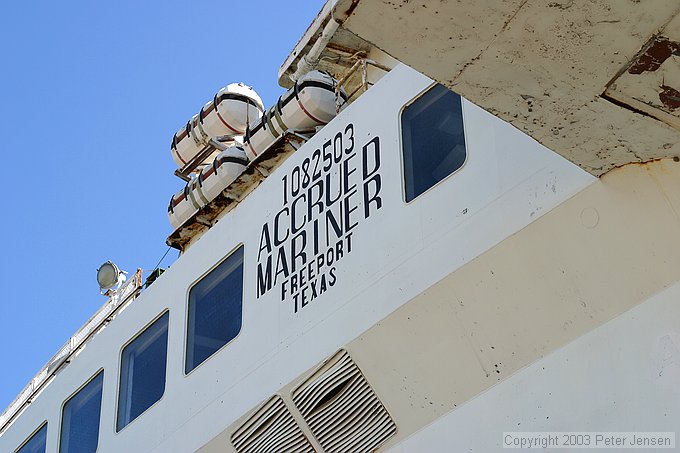 1082503
ACCRUED
MARINER
FREEPORT
TEXAS
Copyright ©2003 Peter Jensen